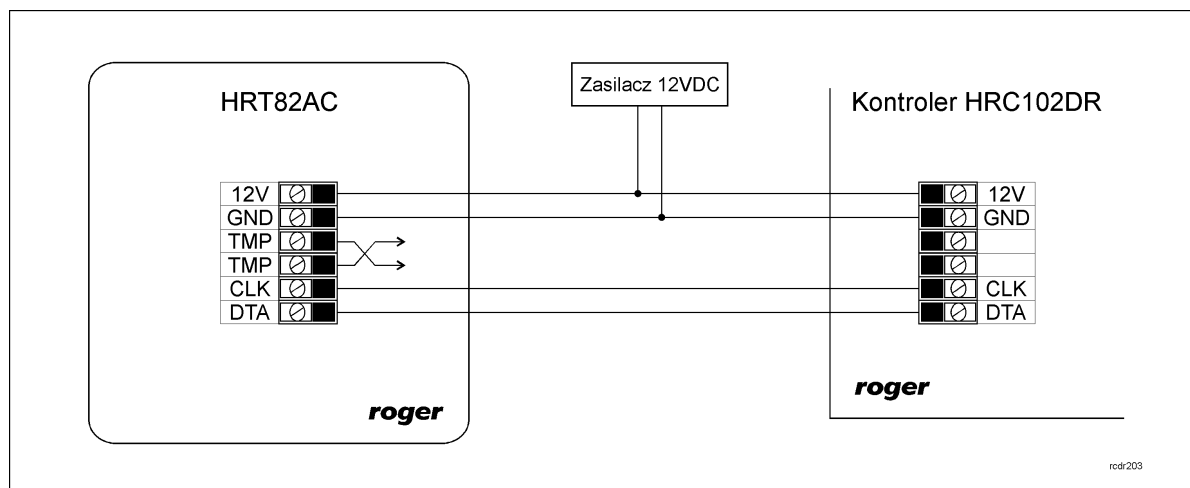 Zasilacz 12VDC
HRT82AC
Kontroler HRC102DR
12V
GND
TMP
TMP
CLK
DTA
12V
GND
CLK
DTA
roger
roger
rcdr203